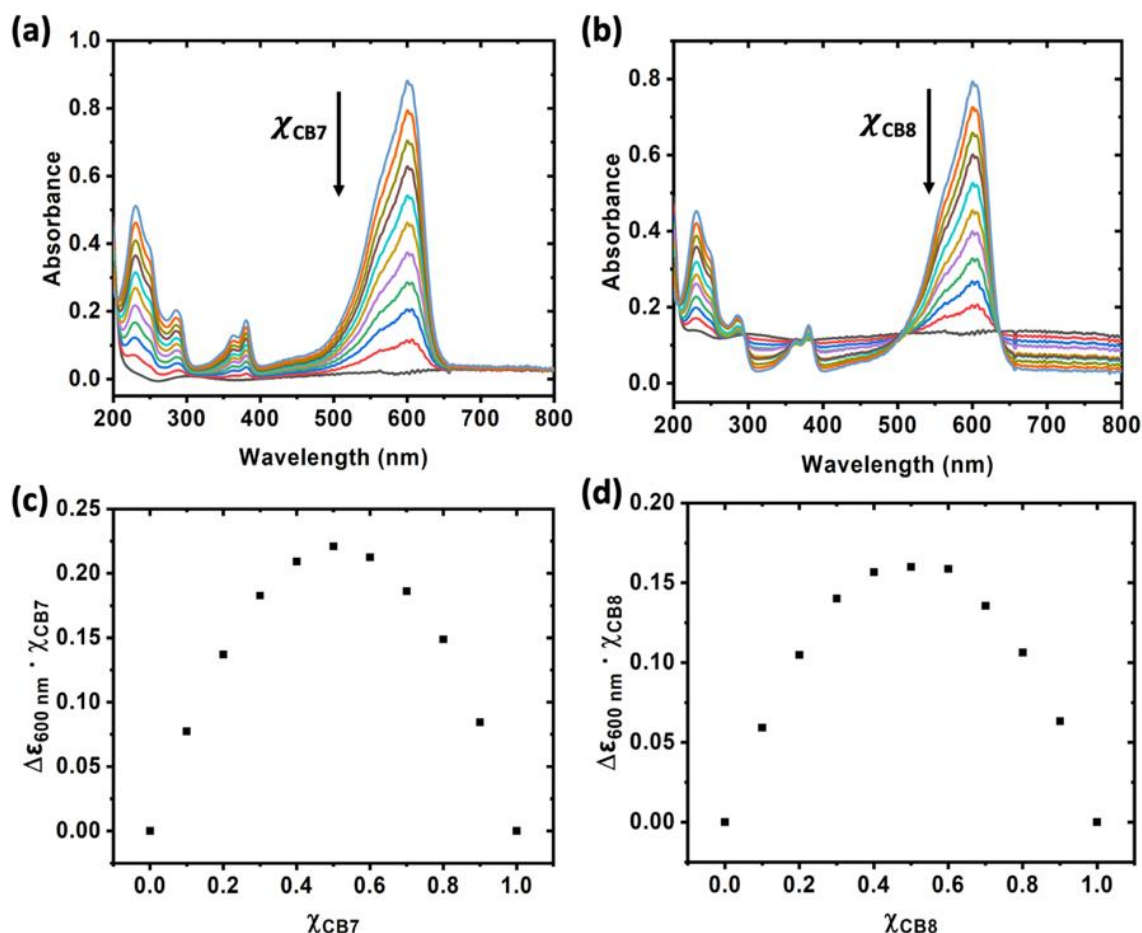 (a)
1.0
0.8
0.6
0.4
0.2
0.0
Absorbance
χCB7
200 300 400 500 600 700 800
Wavelength (nm)
(b)
0.8
0.6
0.4
0.2
0.0
Absorbance
χCB8
200 300 400 500 600 700 800
Wavelength (nm)
(c)
0.25
0.20
0.15
0.10
0.05
0.00
Δε600 nm · χCB7
0.0 0.2 0.4 0.6 0.8 1.0
χCB7
(d)
0.20
0.15
0.10
0.05
0.00
Δε600 nm · χCB8
0.0 0.2 0.4 0.6 0.8 1.0
χCB8